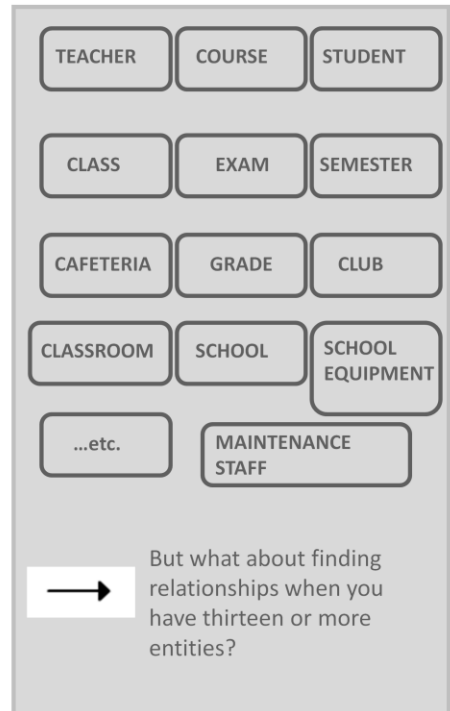 TEACHER
COURSE
STUDENT
CLASS
EXAM
SEMESTER
CAFETERIA
GRADE
CLUB
CLASSROOM
SCHOOL
SCHOOL
EQUIPMENT
...etc.
MAINTENANCE
STAFF
But what about finding
relationships when you
have thirteen or more
entities?